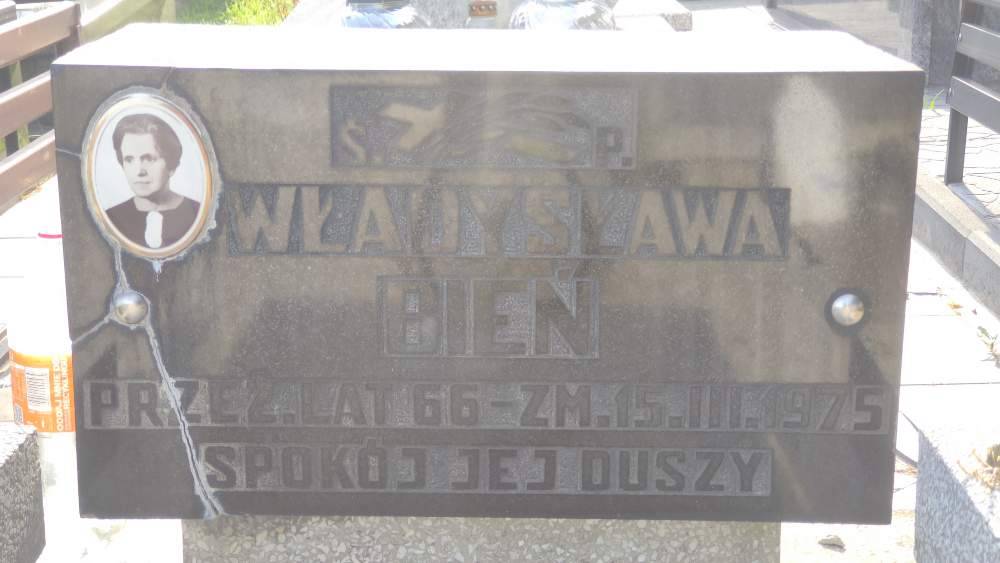 Ś. P.
WŁADYSŁAWA
BIEŃ
PRZEŻ. LAT 66-ZM. 15.III.1975
SPOKÓJ JEJ DUSZY